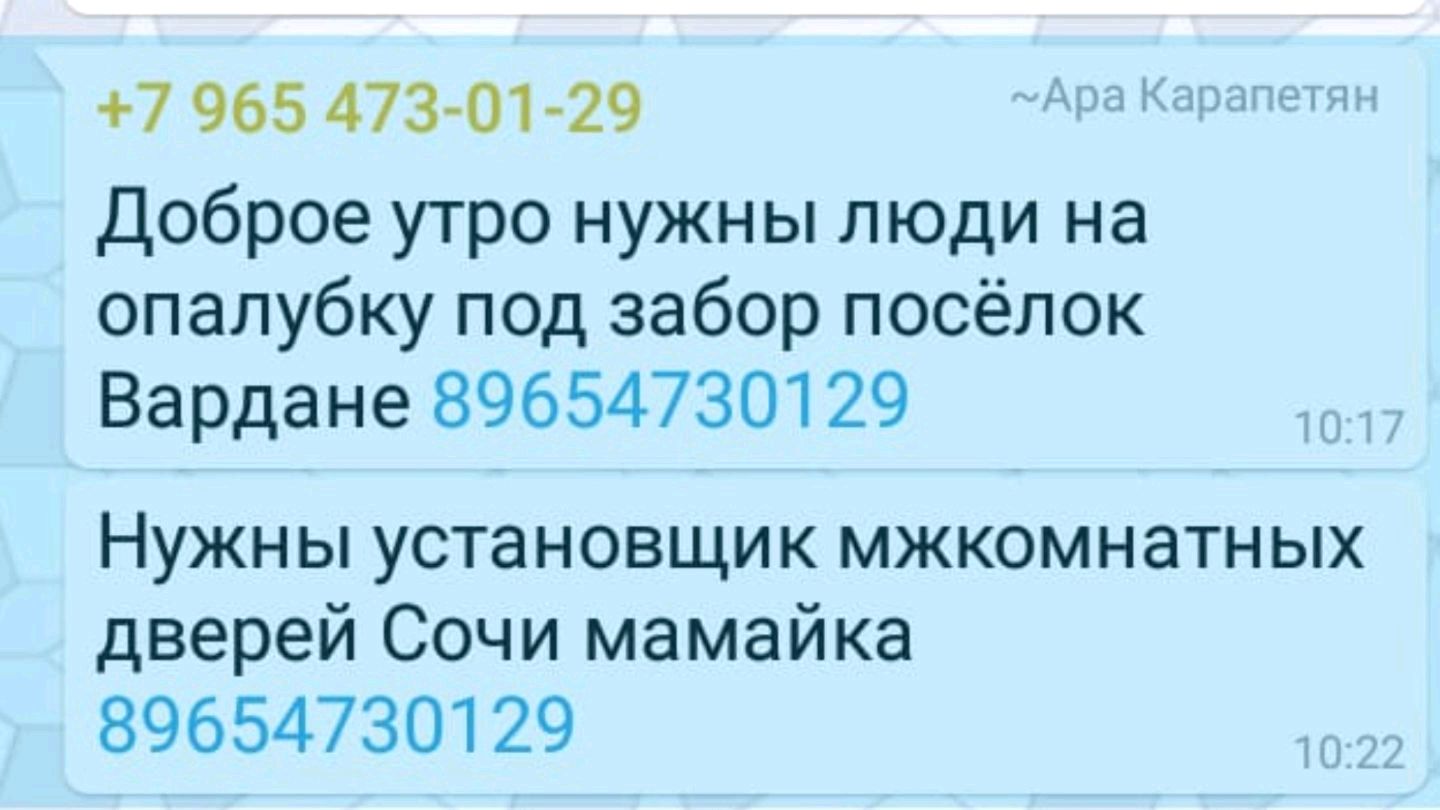 +7 965 473-01-29 ~Ара Карапетян
Доброе утро нужны люди на
опалубку под забор посёлок
Вардане 89654730129
10:17
Нужны установщик мжкомнатных
дверей Сочи мамайка
89654730129
10:22